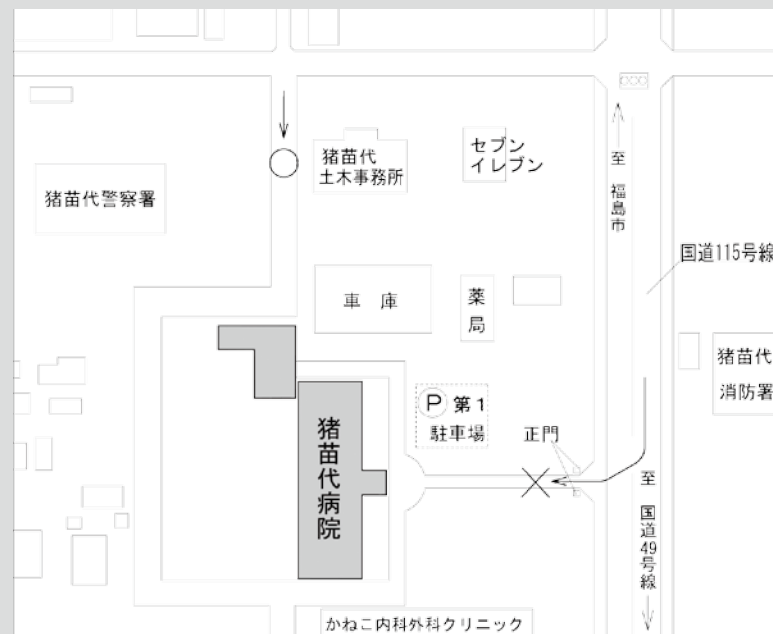 猪苗代
土木事務所
セブン
イレブン
猪苗代警察署
至 福島市
国道115号線
車 庫
薬局
猪苗代
消防署
P 第1
駐車場
正門
猪苗代病院
至 国道49号線
かねこ内科外科クリニック